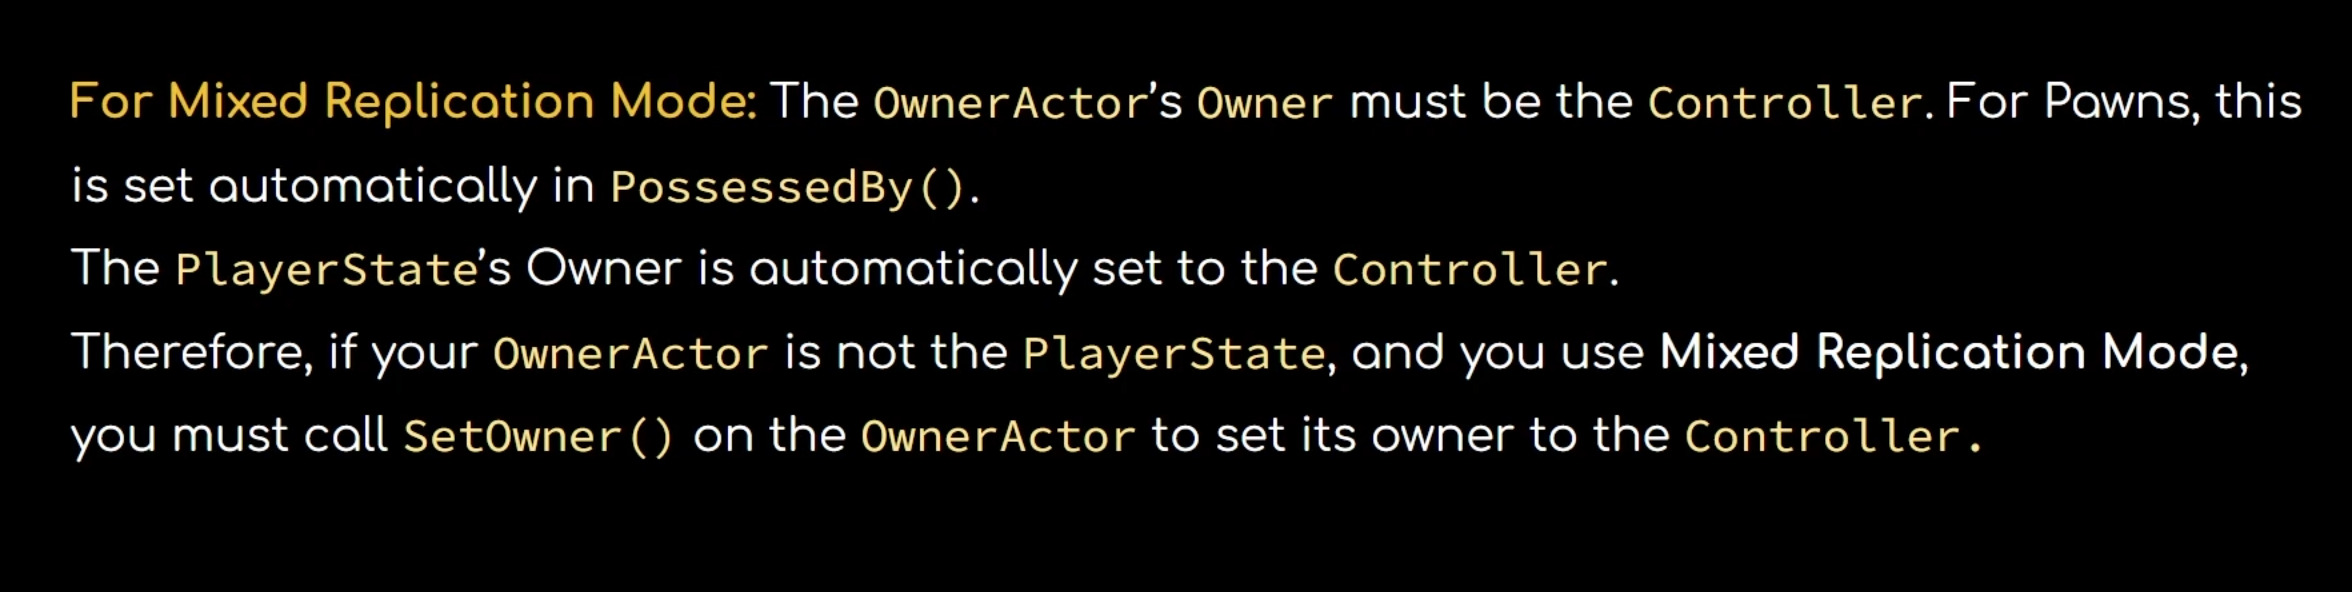 For Mixed Replication Mode: The OwnerActor’s Owner must be the Controller. For Pawns, this
is set automatically in PossessedBy().
The PlayerState’s Owner is automatically set to the Controller.
Therefore, if your OwnerActor is not the PlayerState, and you use Mixed Replication Mode,
you must call SetOwner() on the OwnerActor to set its owner to the Controller.